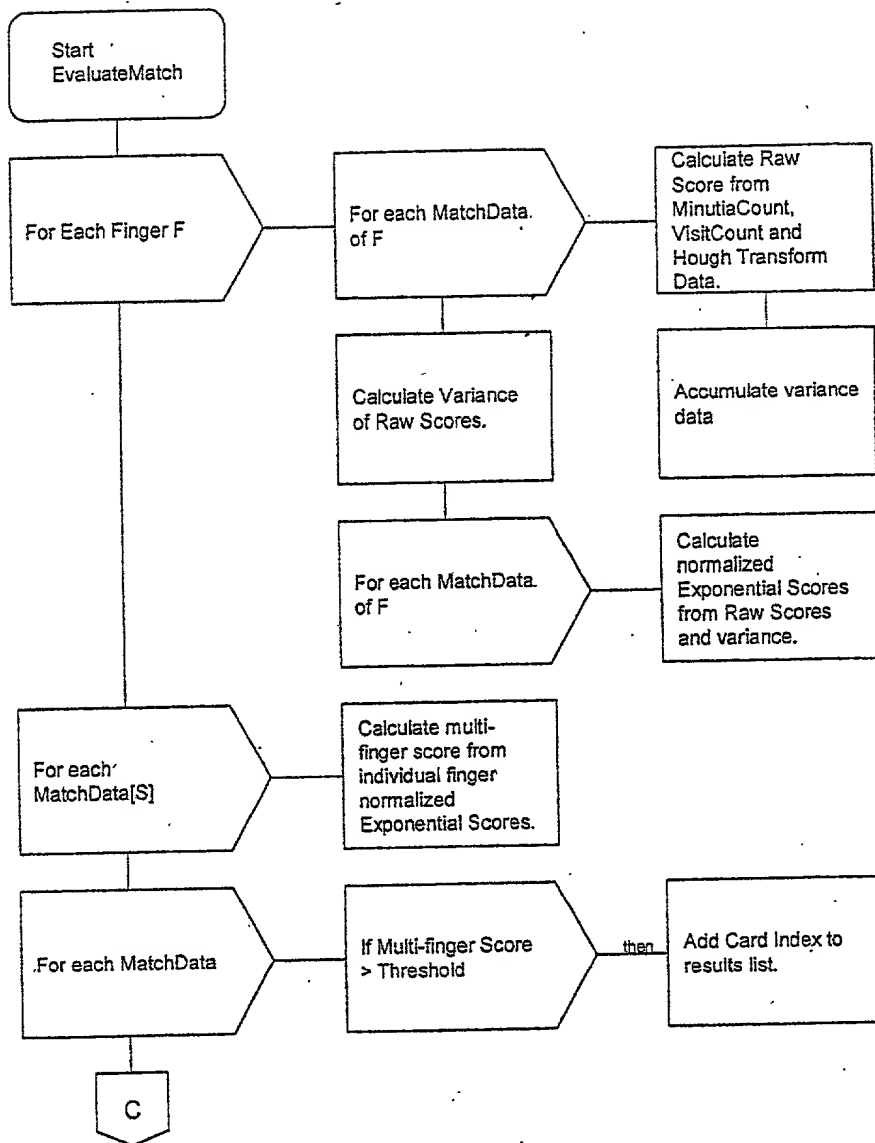 Start
EvaluateMatch
For Each Finger F
For each MatchData.
of F
Calculate Raw
Score from
MinutiaCount,
VisitCount and
Hough Transform
Data.
Calculate Variance
of Raw Scores.
Accumulate variance
data
For each MatchData.
of F
Calculate
normalized
Exponential Scores
from Raw Scores
and variance.
For each
MatchData[S]
Calculate multi-
finger score from
individual finger
normalized
Exponential Scores.
For each MatchData
If Multi-finger Score
> Threshold
then
Add Card Index to
results list.
C